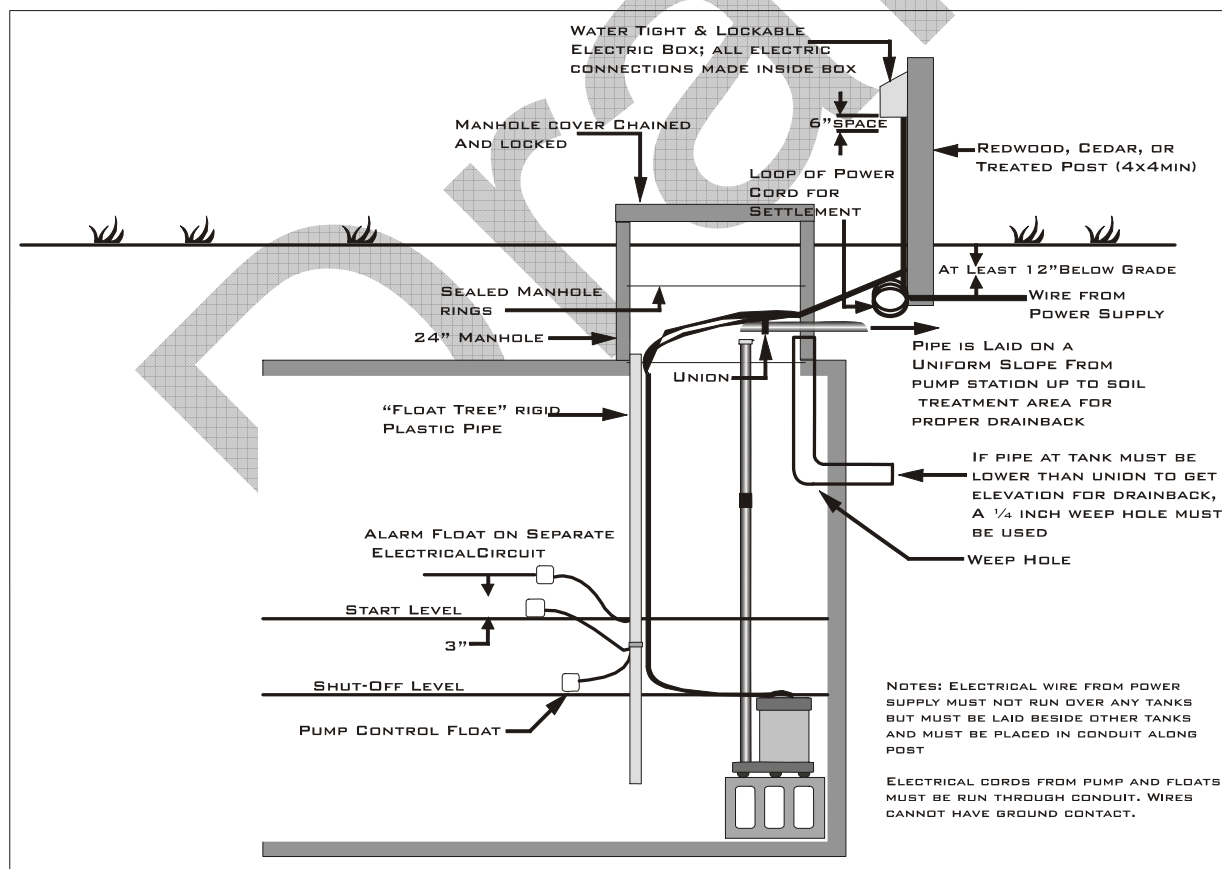 Draft
Water Tight & Lockable
Electric Box; all electric
connections made inside box
6" space
Manhole cover Chained
And locked
Redwood, Cedar, or
Treated Post (4x4min)
Loop of Power
Cord for
Settlement
At Least 12" Below Grade
Sealed Manhole
rings
Wire from
Power Supply
24" Manhole
Union
Pipe is Laid on a
Uniform Slope From
pump station up to soil
treatment area for
proper drainback
"Float Tree" rigid
Plastic Pipe
If pipe at tank must be
lower than union to get
elevation for drainback,
A 1/4 inch weep hole must
be used
Weep Hole
Alarm Float on Separate
Electrical Circuit
Start Level
3"
Shut-Off Level
Pump Control Float
Notes: Electrical wire from power
supply must not run over any tanks
but must be laid beside other tanks
and must be placed in conduit along
post
Electrical cords from pump and floats
must be run through conduit. Wires
cannot have ground contact.